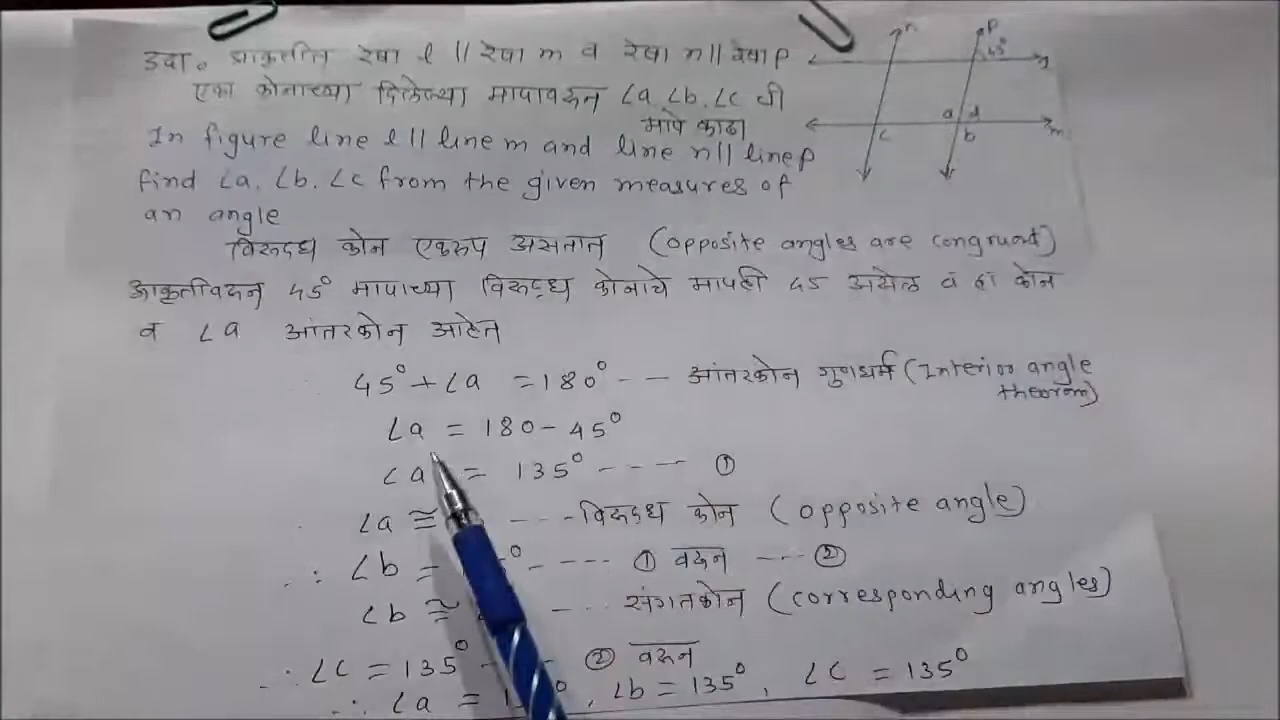 उदा. प्राकृतीत रेषा l || रेषा m व रेषा n || रेषा p
एका कोनाच्या दिलेल्या मापावरून ∠a, ∠b, ∠c ची
मापे काढा
In figure line l || line m and line n || line p
find ∠a, ∠b, ∠c from the given measures of
an angle
विरुद्ध कोन एकरूप असतात (opposite angles are congruent)
आकृतीवरून 45° मापाच्या विरुद्ध कोनाचे मापही 45 असेल व हा कोन
व ∠a आंतरकोन आहेत
45° + ∠a = 180° -- आंतरकोन गुणधर्म (Interior angle
theorem)
∠a = 180 - 45°
∠a = 135° ---- ①
∠a ≅ ---विरुद्ध कोन (opposite angle)
∴ ∠b = ° ---- ① वरून --- ②
∠b ≅ --- संगतकोन (corresponding angles)
∴ ∠c = 135° -- ② वरून
∴ ∠a = 1 °, ∠b = 135°, ∠c = 135°
n
p
45°
a d
m
c b